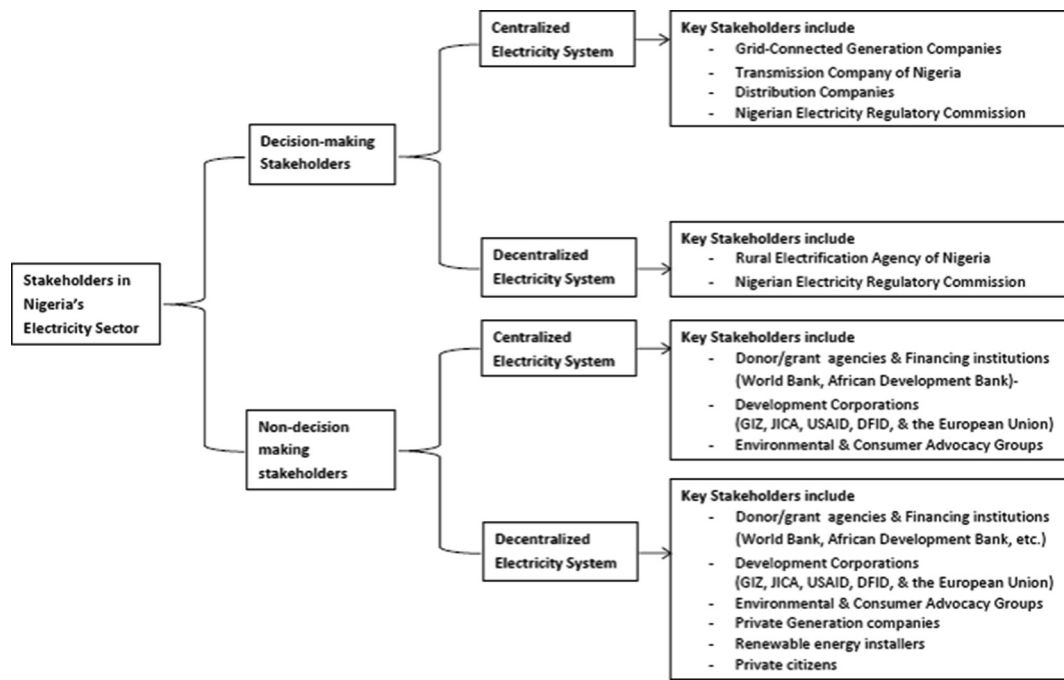 Stakeholders in
Nigeria's
Electricity Sector
Decision-making
Stakeholders
Centralized
Electricity System
Key Stakeholders include
- Grid-Connected Generation Companies
- Transmission Company of Nigeria
- Distribution Companies
- Nigerian Electricity Regulatory Commission
Decentralized
Electricity System
Key Stakeholders include
- Rural Electrification Agency of Nigeria
- Nigerian Electricity Regulatory Commission
Non-decision
making
stakeholders
Centralized
Electricity System
Key Stakeholders include
- Donor/grant agencies & Financing institutions
(World Bank, African Development Bank)-
- Development Corporations
(GIZ, JICA, USAID, DFID, & the European Union)
- Environmental & Consumer Advocacy Groups
Decentralized
Electricity System
Key Stakeholders include
- Donor/grant agencies & Financing institutions
(World Bank, African Development Bank, etc.)
- Development Corporations
(GIZ, JICA, USAID, DFID, & the European Union)
- Environmental & Consumer Advocacy Groups
- Private Generation companies
- Renewable energy installers
- Private citizens